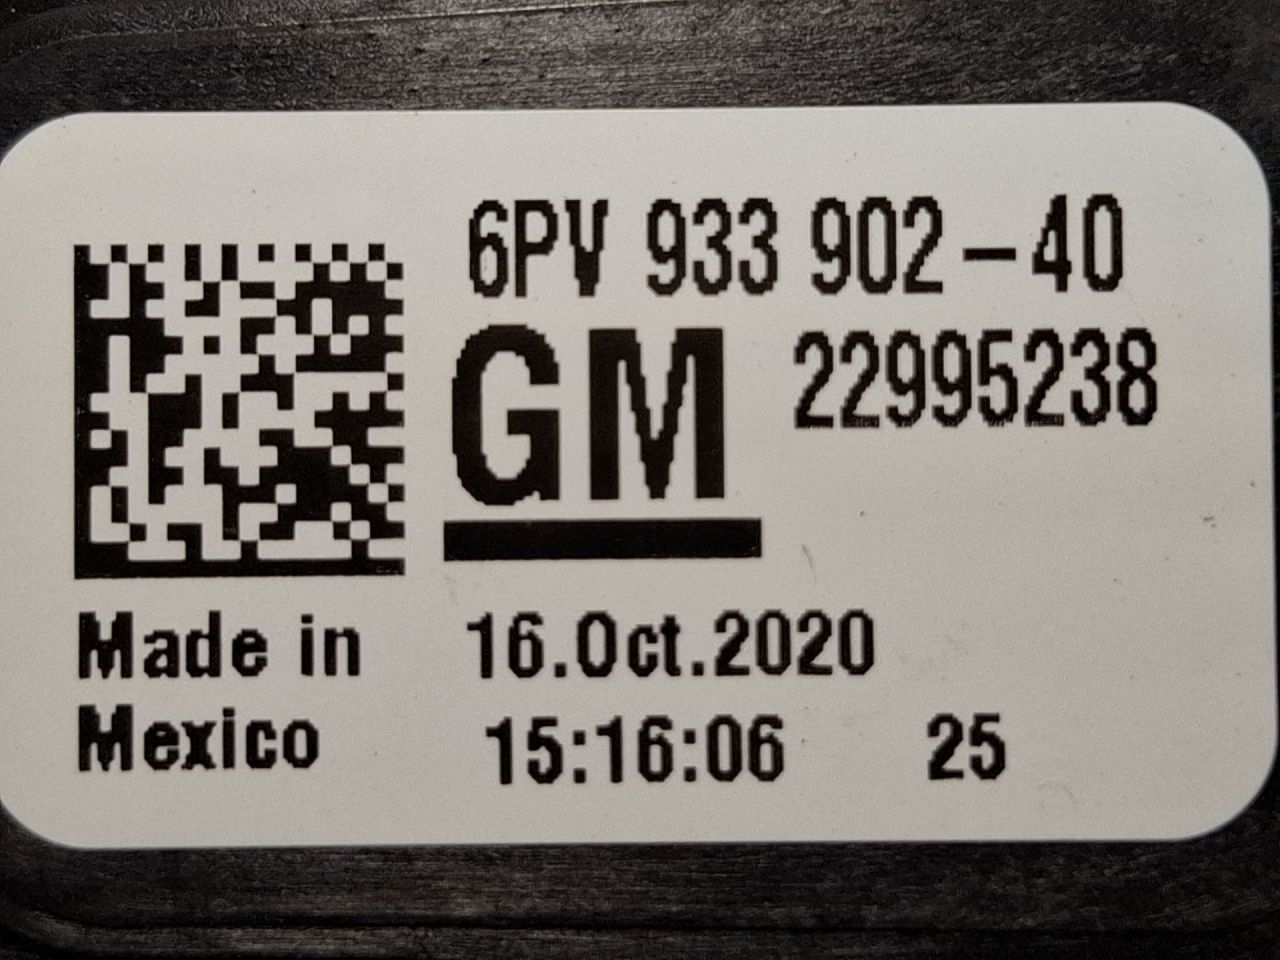 6PV 933 902-40
GM 22995238
Made in 16.Oct.2020
Mexico 15:16:06 25